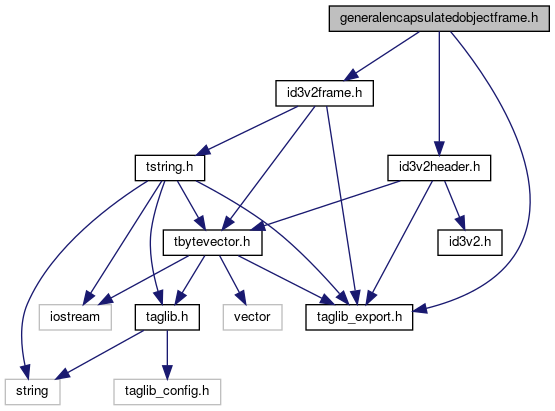 generalencapsulatedobjectframe.h
id3v2frame.h
tstring.h
id3v2header.h
tbytevector.h
id3v2.h
iostream
taglib.h
vector
taglib_export.h
string
taglib_config.h